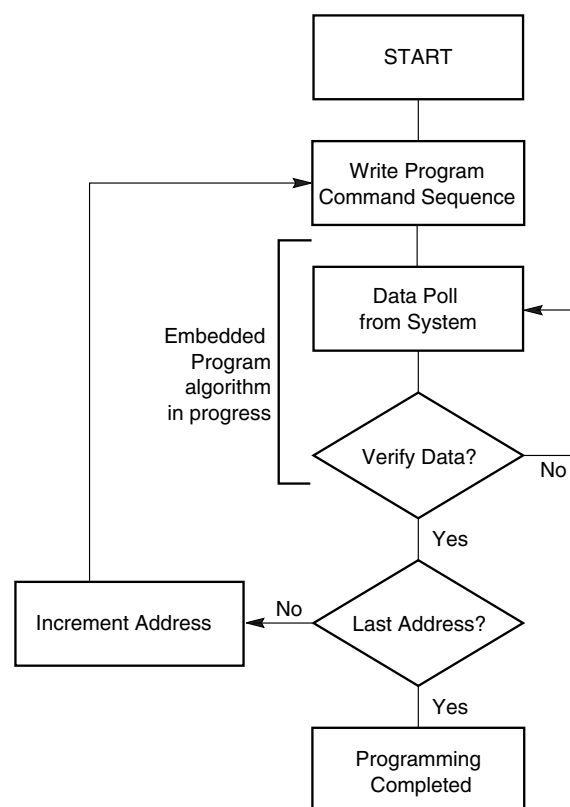 START
Write Program
Command Sequence
Data Poll
from System
Embedded
Program
algorithm
in progress
Verify Data?
No
Yes
Increment Address
No
Last Address?
Yes
Programming
Completed